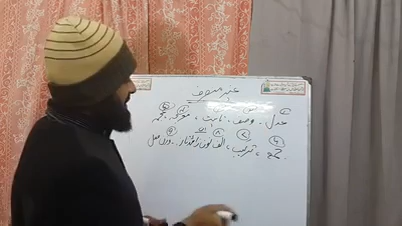 غیر منصرف
عدل، وصف، تانیث، معرفہ، عجمہ
جمع، ترکیب، الف نون زائدتان، وزن فعل